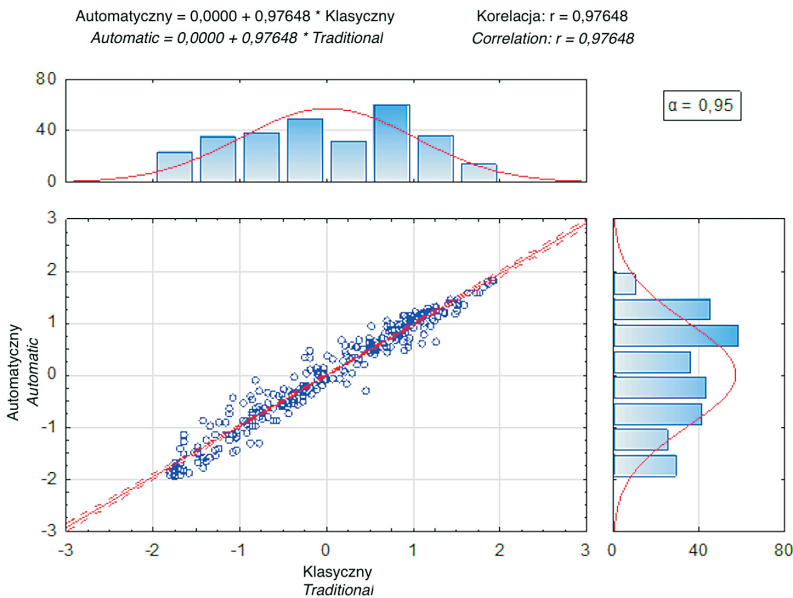 Automatyczny = 0,0000 + 0,97648 * Klasyczny
Automatic = 0,0000 + 0,97648 * Traditional
Korelacja: r = 0,97648
Correlation: r = 0,97648
α = 0,95
80
40
0
3
2
1
0
-1
-2
-3
Automatyczny
Automatic
-3 -2 -1 0 1 2 3
Klasyczny
Traditional
0 40 80